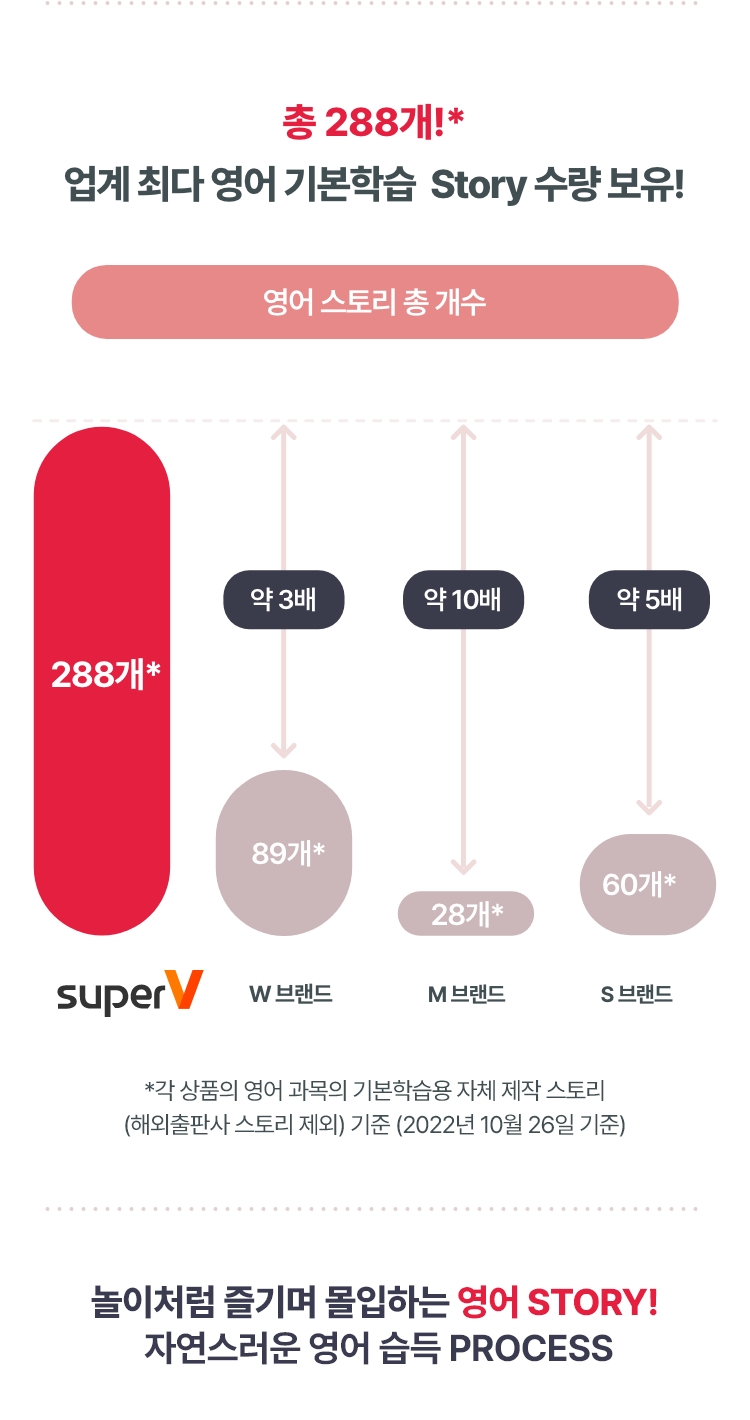 총 288개!*
업계 최다 영어 기본학습 Story 수량 보유!
영어 스토리 총 개수
약 3배
약 10배
약 5배
288개*
89개*
28개*
60개*
superV
W 브랜드
M 브랜드
S 브랜드
*각 상품의 영어 과목의 기본학습용 자체 제작 스토리
(해외출판사 스토리 제외) 기준 (2022년 10월 26일 기준)
놀이처럼 즐기며 몰입하는 영어 STORY!
자연스러운 영어 습득 PROCESS